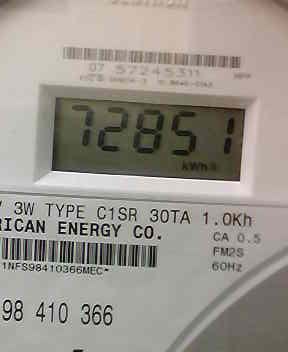 07 57245311
72851
kWh
V 3W TYPE C1SR 30TA 1.0Kh
RICAN ENERGY CO.
CA 0.5
FM2S
1NFS98410366MEC-
60Hz
98 410 366